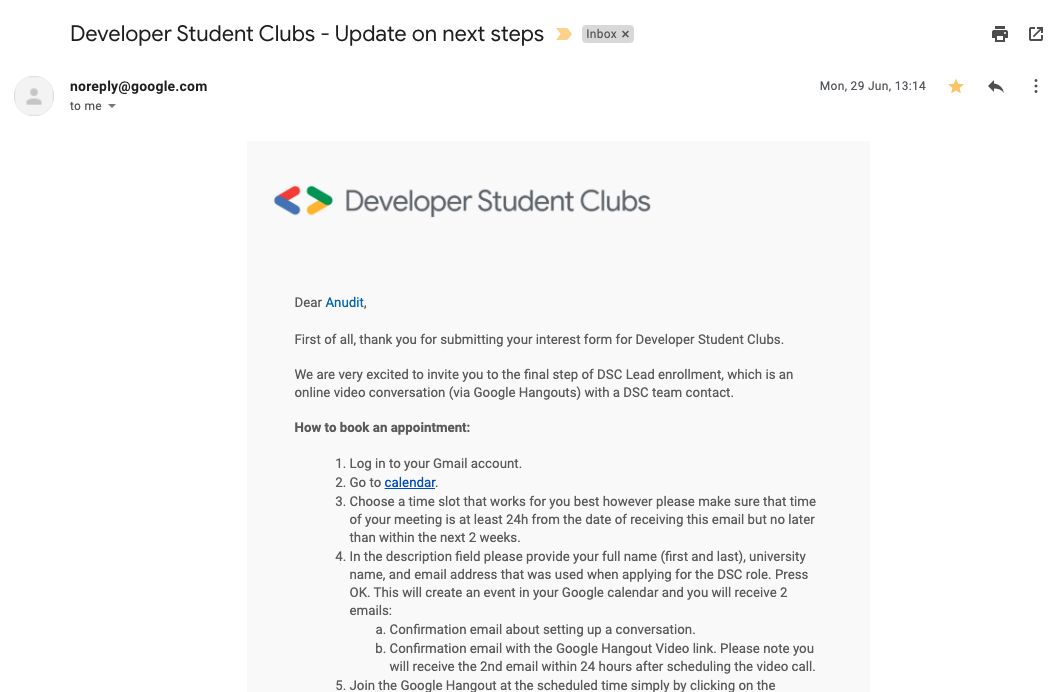 Developer Student Clubs - Update on next steps
Inbox ×
noreply@google.com
Mon, 29 Jun, 13:14
to me
Developer Student Clubs
Dear Anudit,
First of all, thank you for submitting your interest form for Developer Student Clubs.
We are very excited to invite you to the final step of DSC Lead enrollment, which is an
online video conversation (via Google Hangouts) with a DSC team contact.
How to book an appointment:
1. Log in to your Gmail account.
2. Go to calendar.
3. Choose a time slot that works for you best however please make sure that time
of your meeting is at least 24h from the date of receiving this email but no later
than within the next 2 weeks.
4. In the description field please provide your full name (first and last), university
name, and email address that was used when applying for the DSC role. Press
OK. This will create an event in your Google calendar and you will receive 2
emails:
a. Confirmation email about setting up a conversation.
b. Confirmation email with the Google Hangout Video link. Please note you
will receive the 2nd email within 24 hours after scheduling the video call.
5. Join the Google Hangout at the scheduled time simply by clicking on the